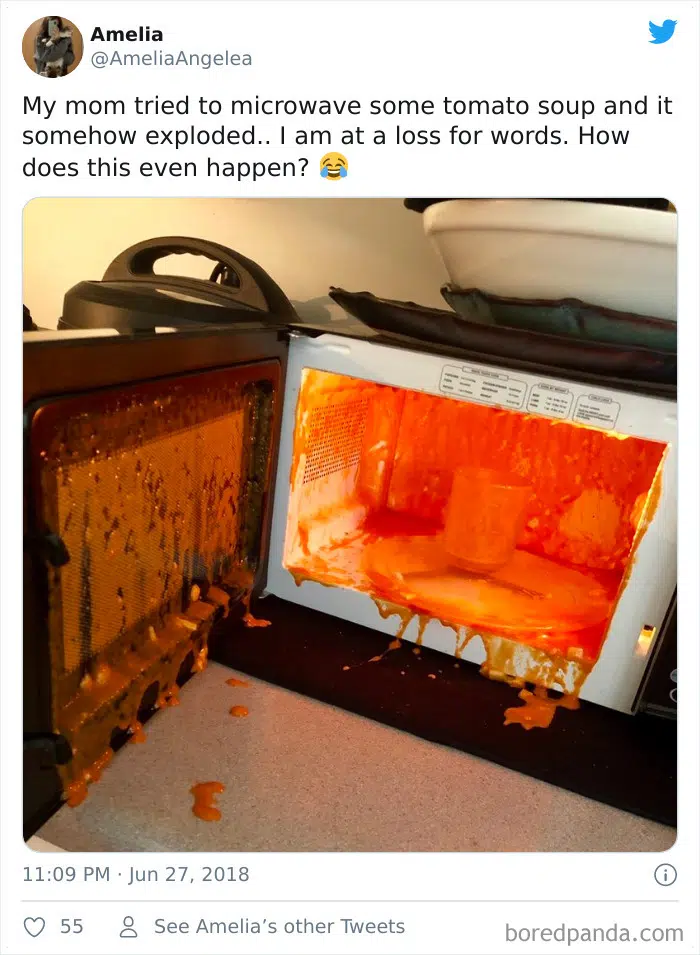 Amelia
@AmeliaAngelea
My mom tried to microwave some tomato soup and it
somehow exploded.. I am at a loss for words. How
does this even happen? 😂
11:09 PM · Jun 27, 2018
55
See Amelia’s other Tweets
boredpanda.com